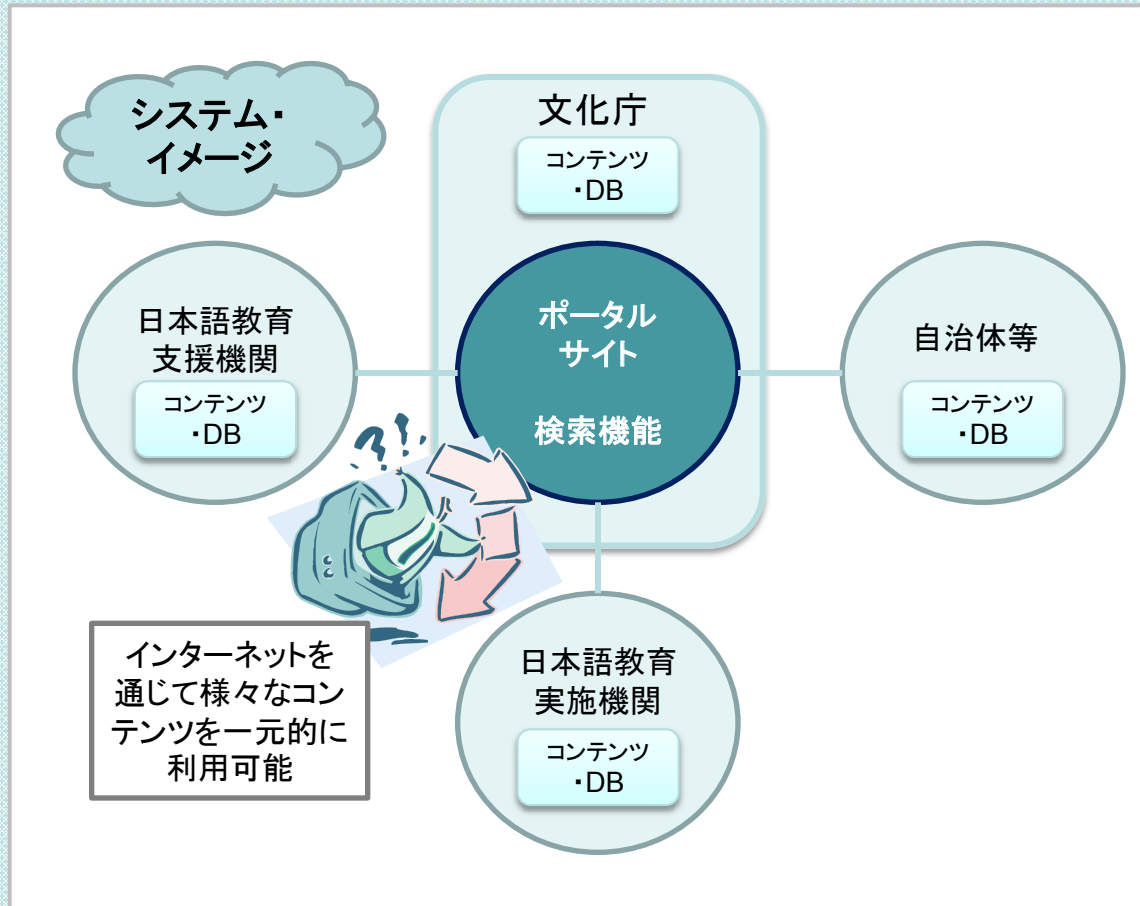 システム・
イメージ
文化庁
コンテンツ
・DB
ポータル
サイト
検索機能
日本語教育
支援機関
コンテンツ
・DB
自治体等
コンテンツ
・DB
?!
インターネットを
通じて様々なコン
テンツを一元的に
利用可能
日本語教育
実施機関
コンテンツ
・DB